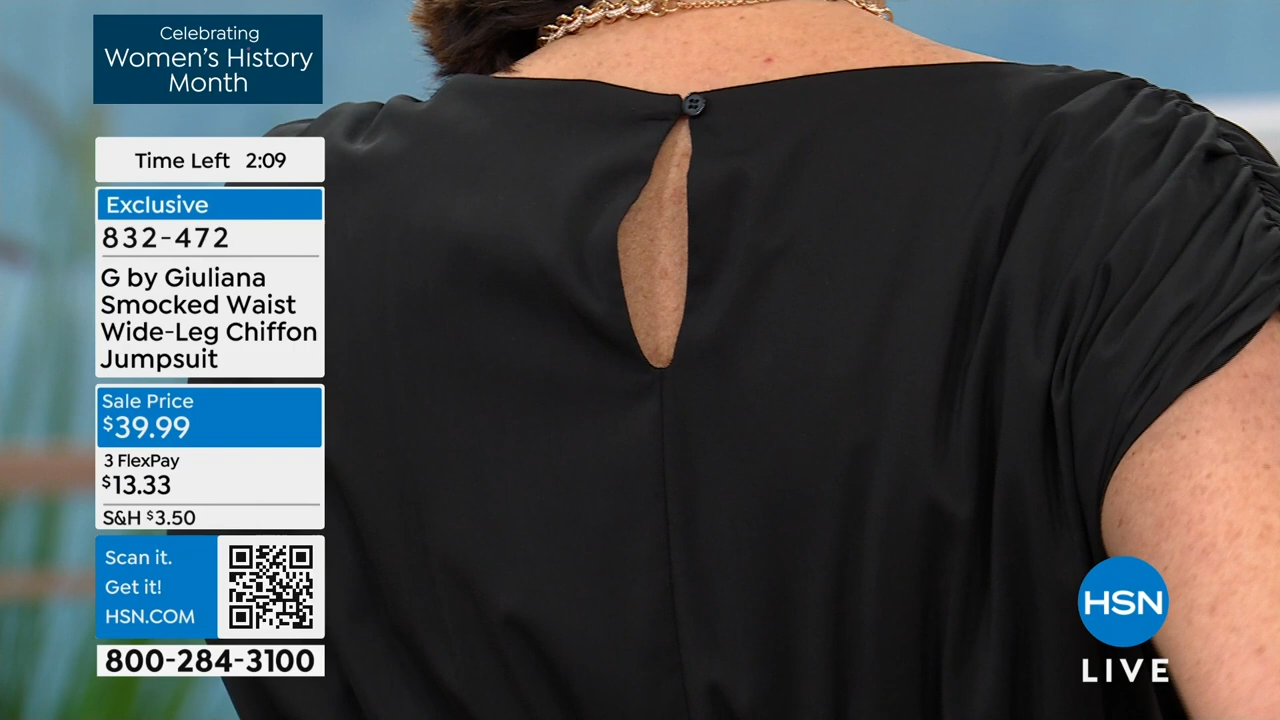 Celebrating
Women's History
Month
Time Left 2:09
Exclusive
832-472
G by Giuliana
Smocked Waist
Wide-Leg Chiffon
Jumpsuit
Sale Price
$39.99
3 FlexPay
$13.33
S&H $3.50
Scan it.
Get it!
HSN.COM
800-284-3100
HSN
LIVE